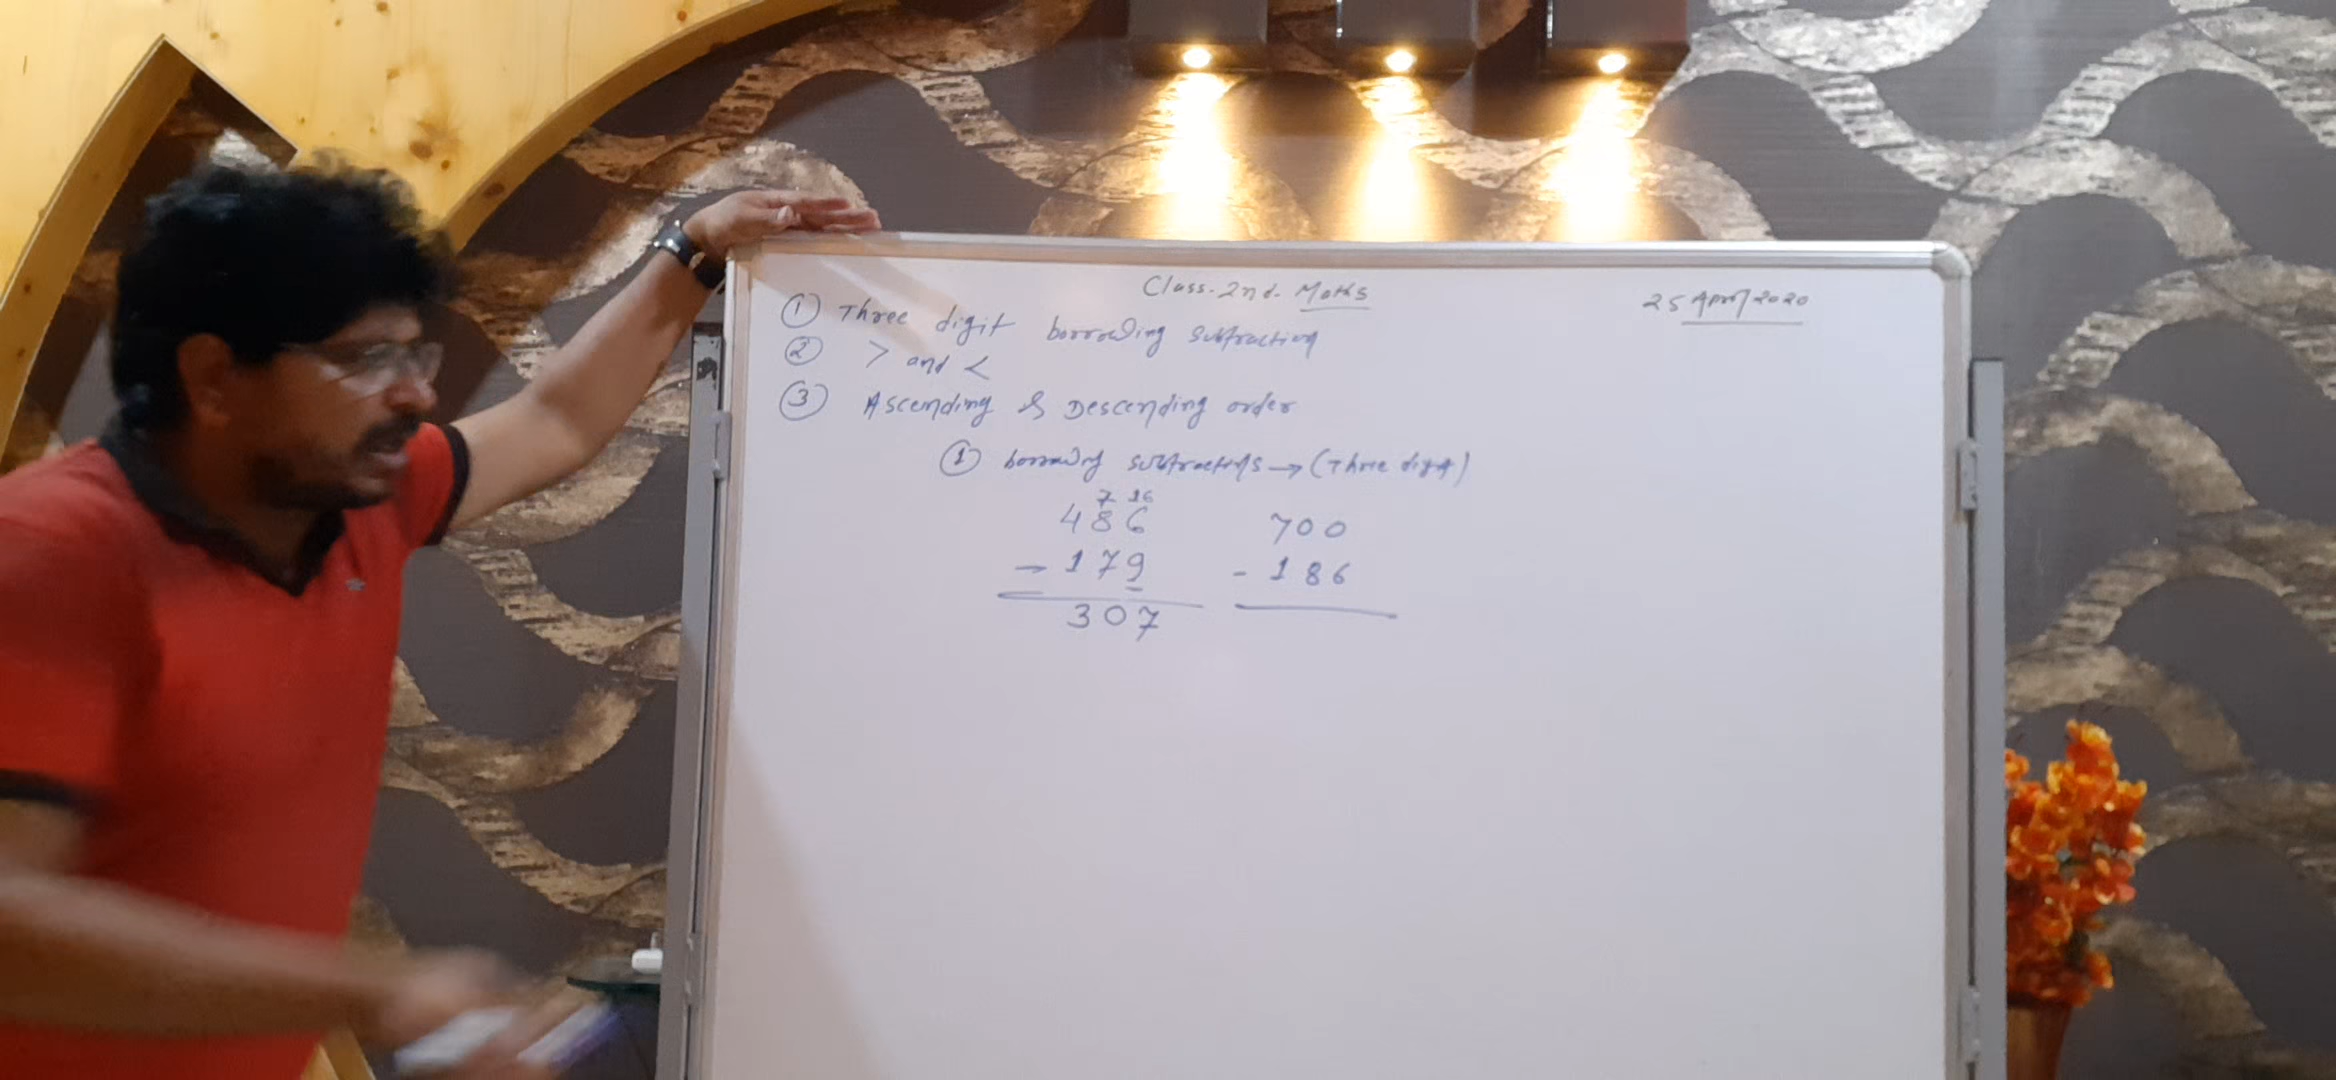 Class-2nd. Maths
25 April 2020
① Three digit borrowing subtraction
② > and <
③ Ascending & Descending order
① borrowing subtractions → (Three digit)
7 16
486 700
- 179 - 186
307